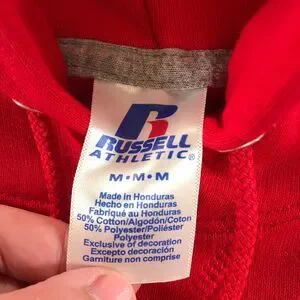 RUSSELL
ATHLETIC®
M•M•M
Made in Honduras
Hecho en Honduras
Fabriqué au Honduras
50% Cotton/Algodón/Coton
50% Polyester/Poliéster
Polyester
Exclusive of decoration
Excepto decoración
Garniture non comprise